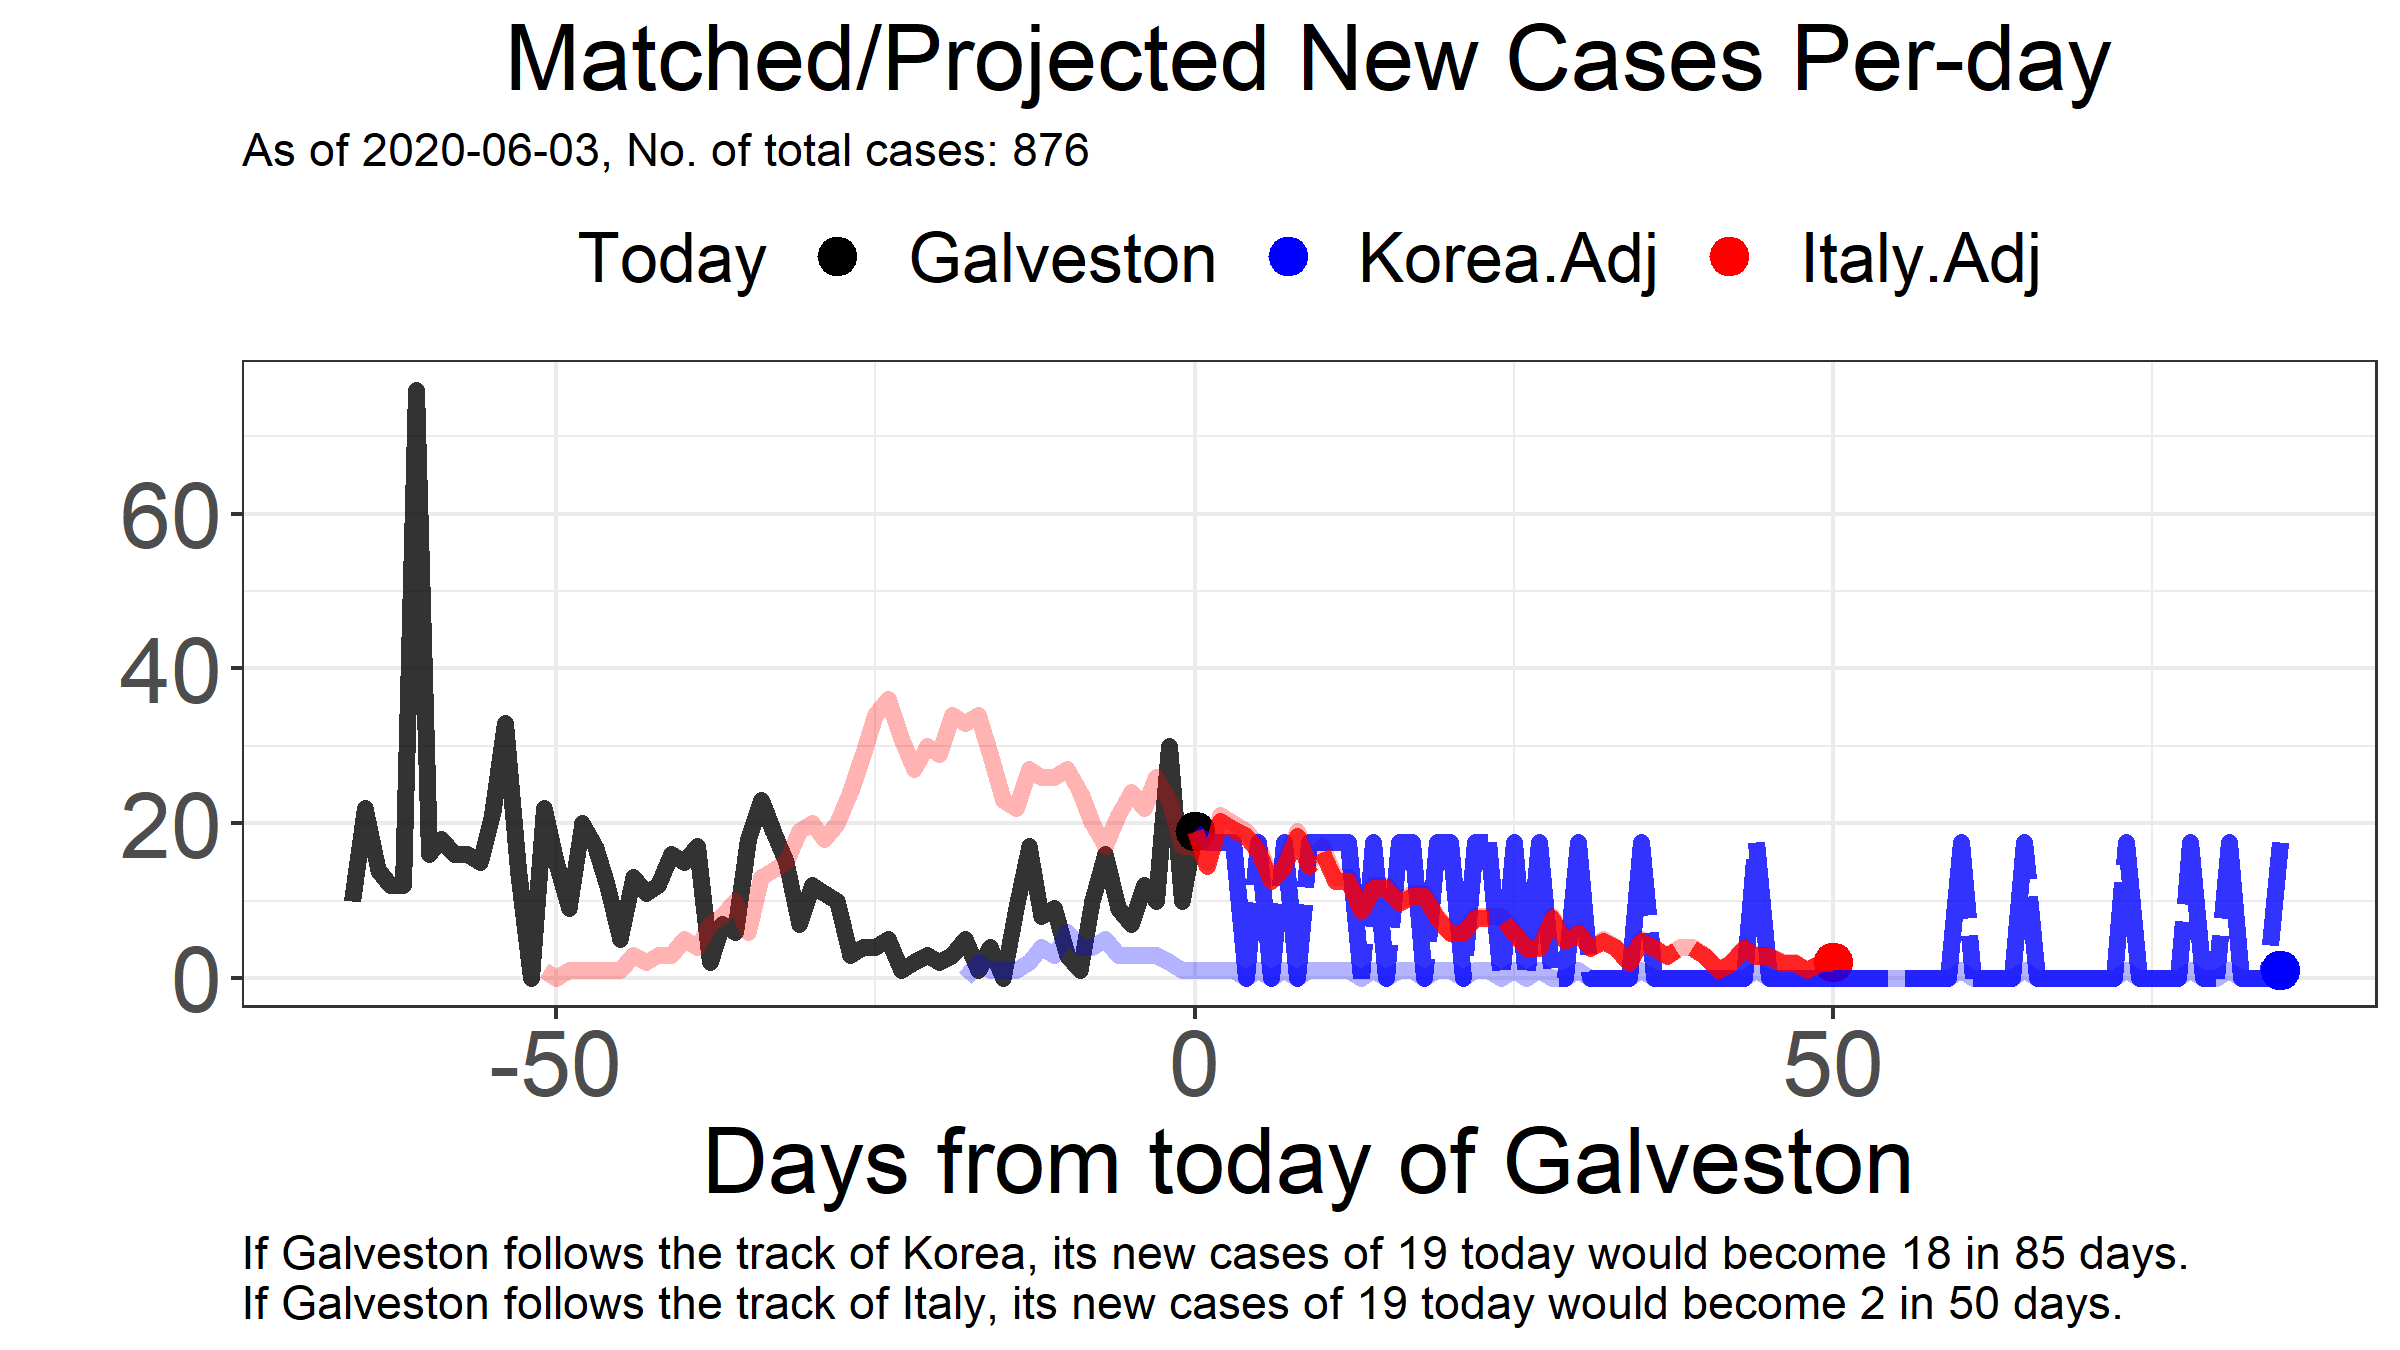 Matched/Projected New Cases Per-day
As of 2020-06-03, No. of total cases: 876
Today Galveston Korea.Adj Italy.Adj
60
40
20
0
-50 0 50
Days from today of Galveston
If Galveston follows the track of Korea, its new cases of 19 today would become 18 in 85 days.
If Galveston follows the track of Italy, its new cases of 19 today would become 2 in 50 days.